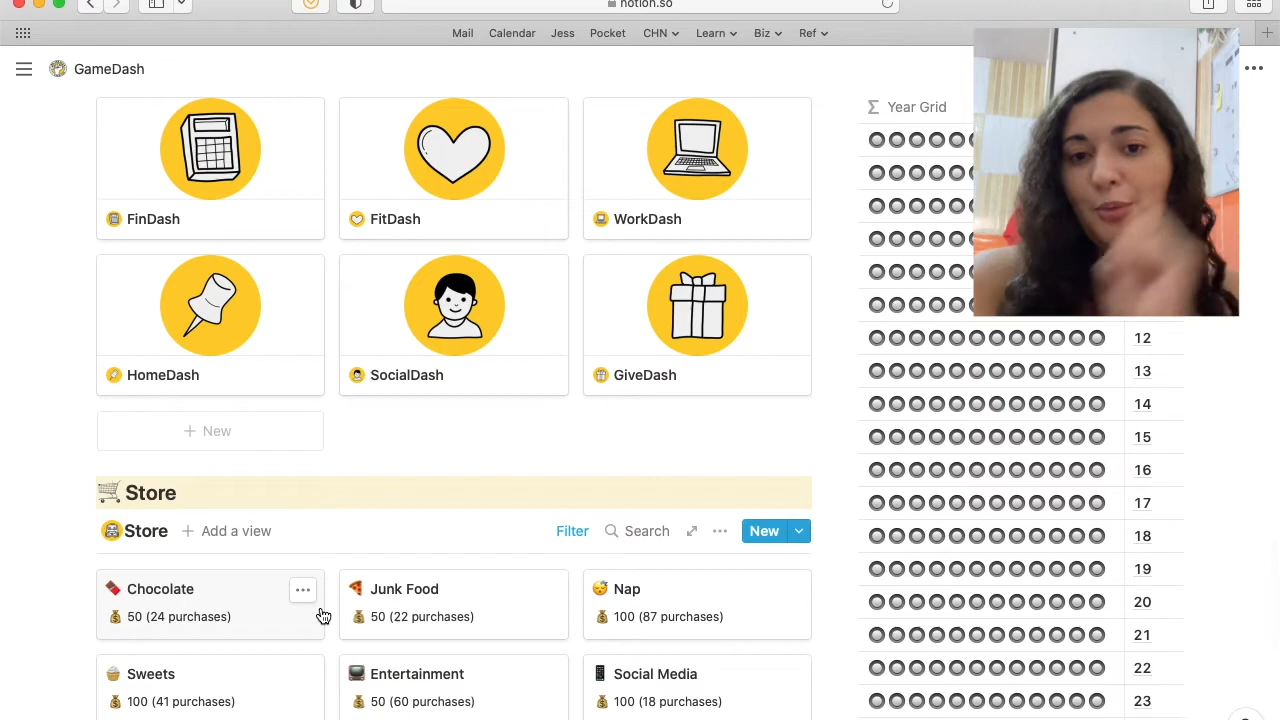 notion.so
Mail Calendar Jess Pocket CHN Learn Biz Ref
GameDash
FinDash
FitDash
WorkDash
HomeDash
SocialDash
GiveDash
+ New
Store
Store + Add a view Filter Search ... New
Chocolate
50 (24 purchases)
Junk Food
50 (22 purchases)
Nap
100 (87 purchases)
Sweets
100 (41 purchases)
Entertainment
50 (60 purchases)
Social Media
100 (18 purchases)
Σ Year Grid
12
13
14
15
16
17
18
19
20
21
22
23